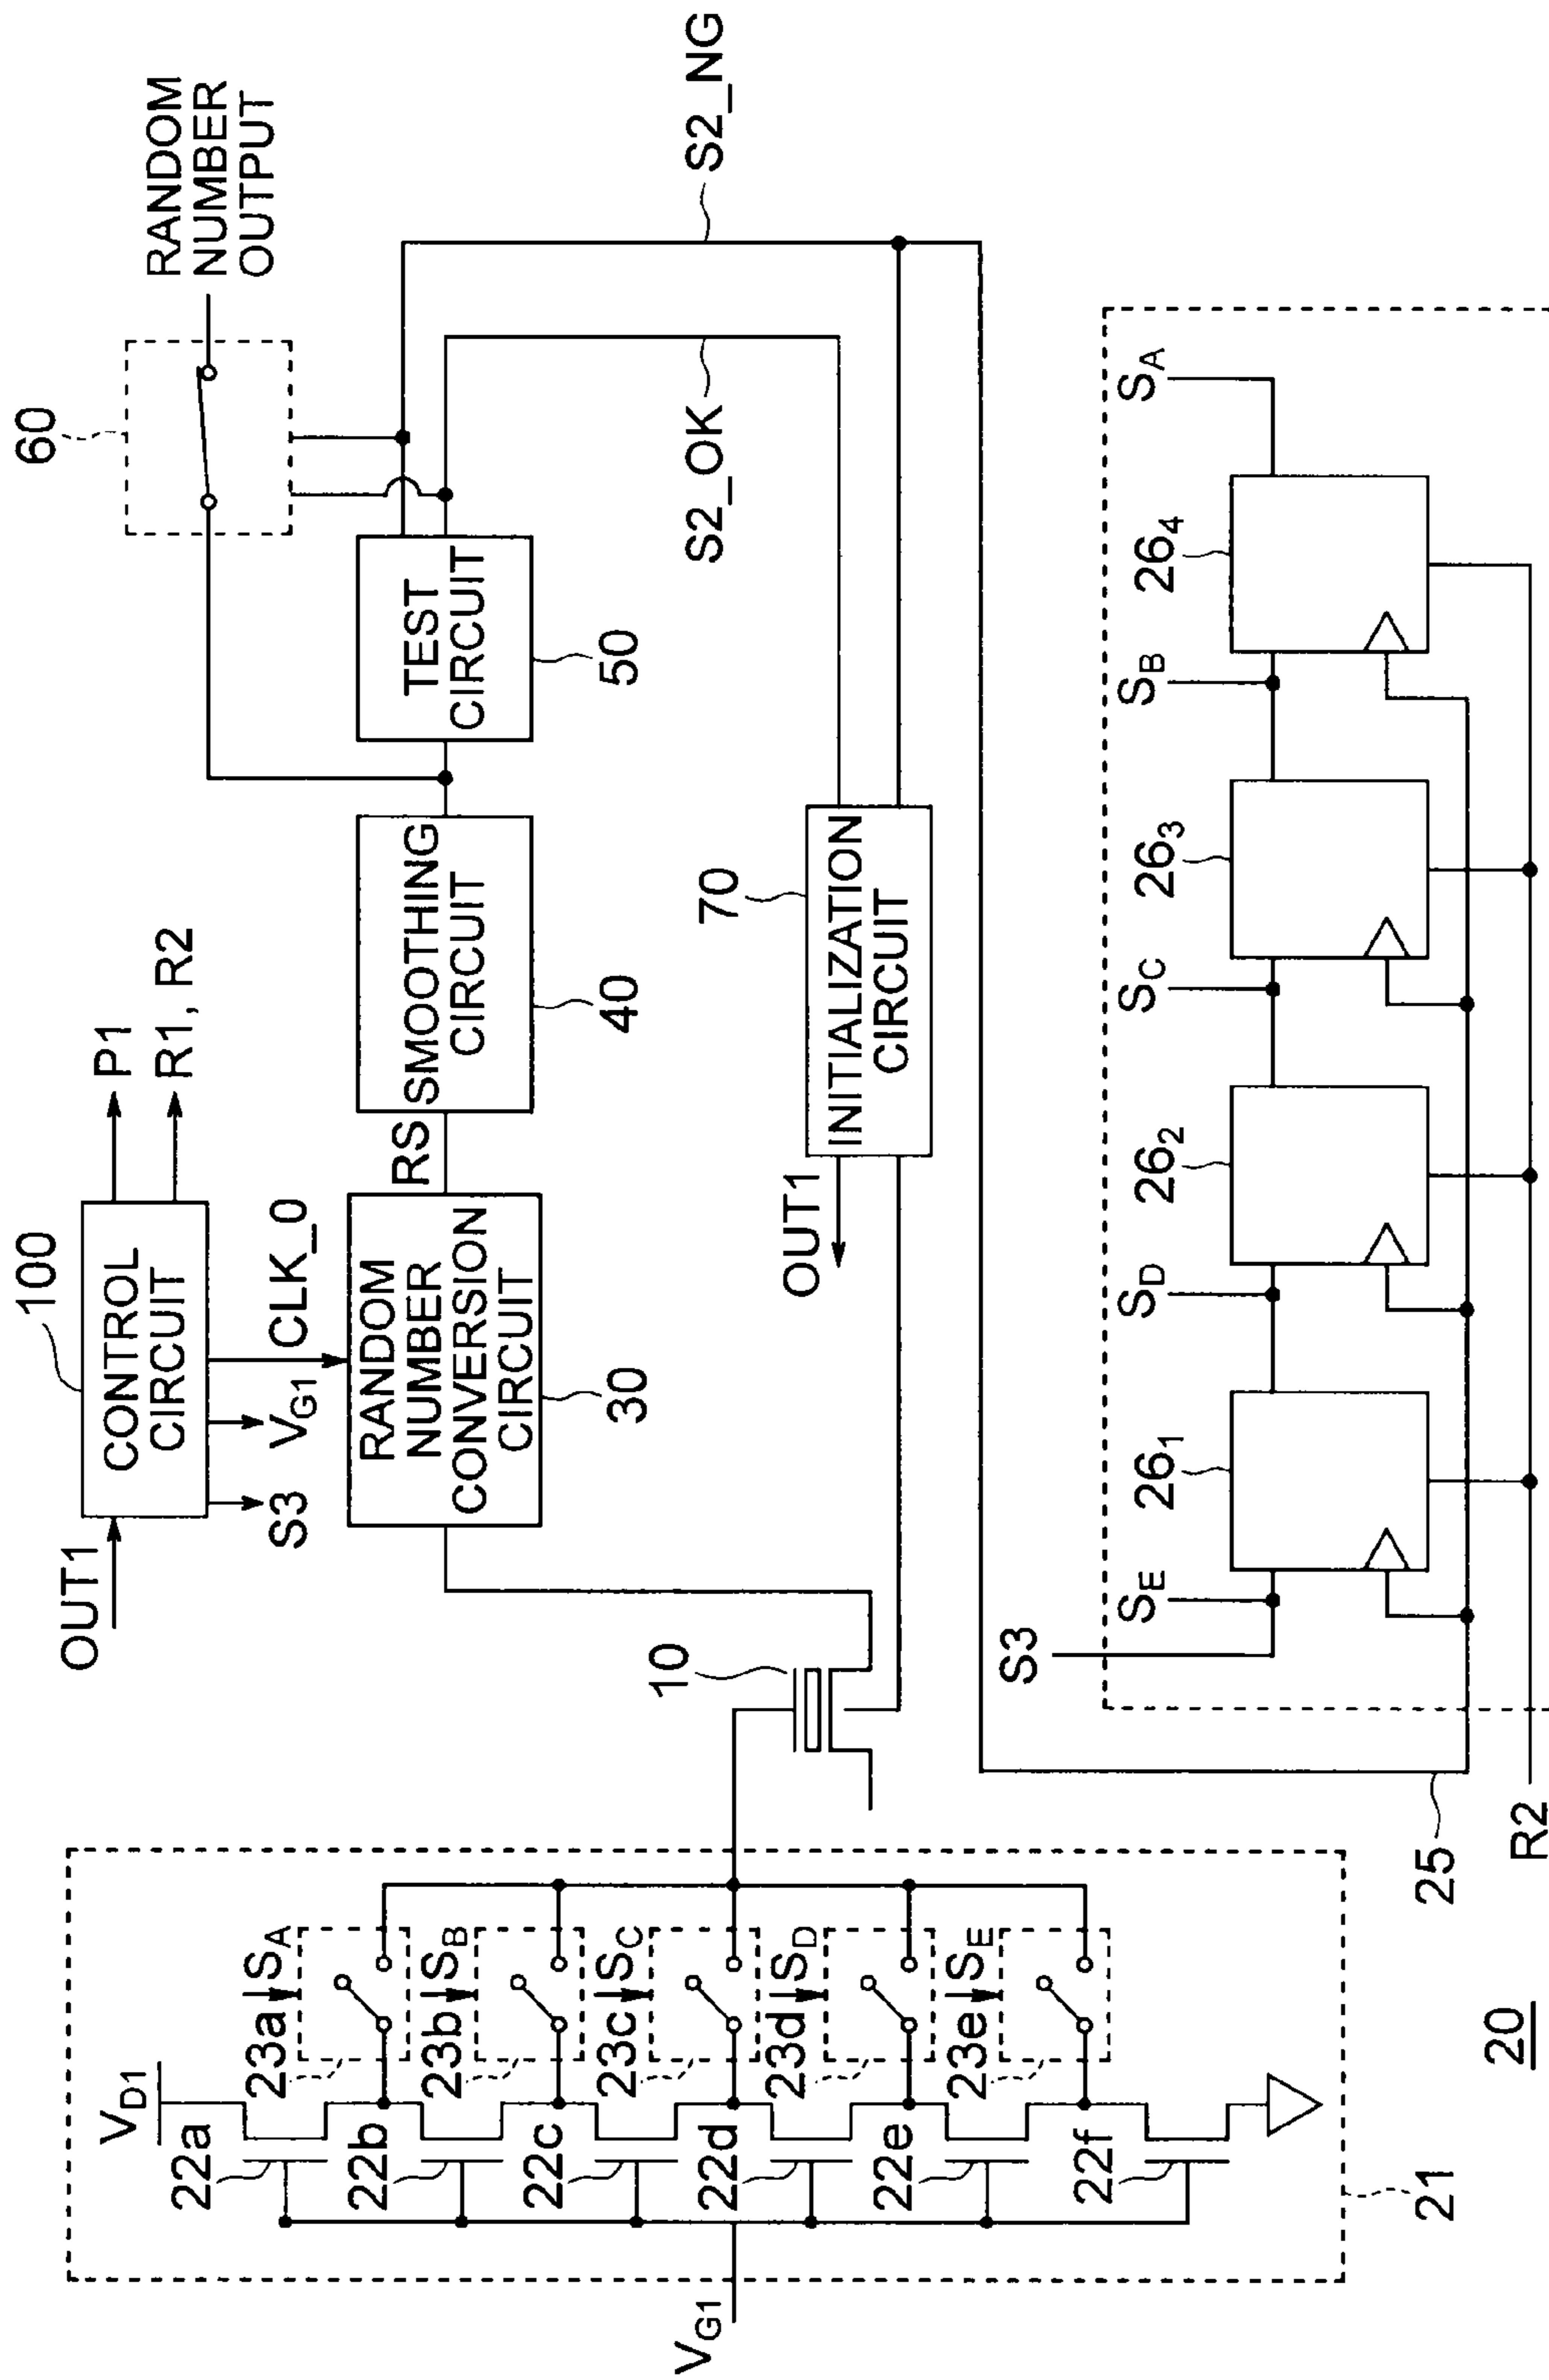 RANDOM
NUMBER
OUTPUT
60
100
CONTROL
CIRCUIT
OUT1
P1
R1, R2
S3
VG1
CLK_0
RANDOM
NUMBER
CONVERSION
CIRCUIT
30
RS
SMOOTHING
CIRCUIT
40
TEST
CIRCUIT
50
S2_NG
S2_OK
70
INITIALIZATION
CIRCUIT
OUT1
10
VD1
22a
22b
22c
22d
22e
22f
23a
SA
23b
SB
23c
SC
23d
SD
23e
SE
VG1
21
S3
SE
261
SD
262
SC
263
SB
264
SA
25
R2
20